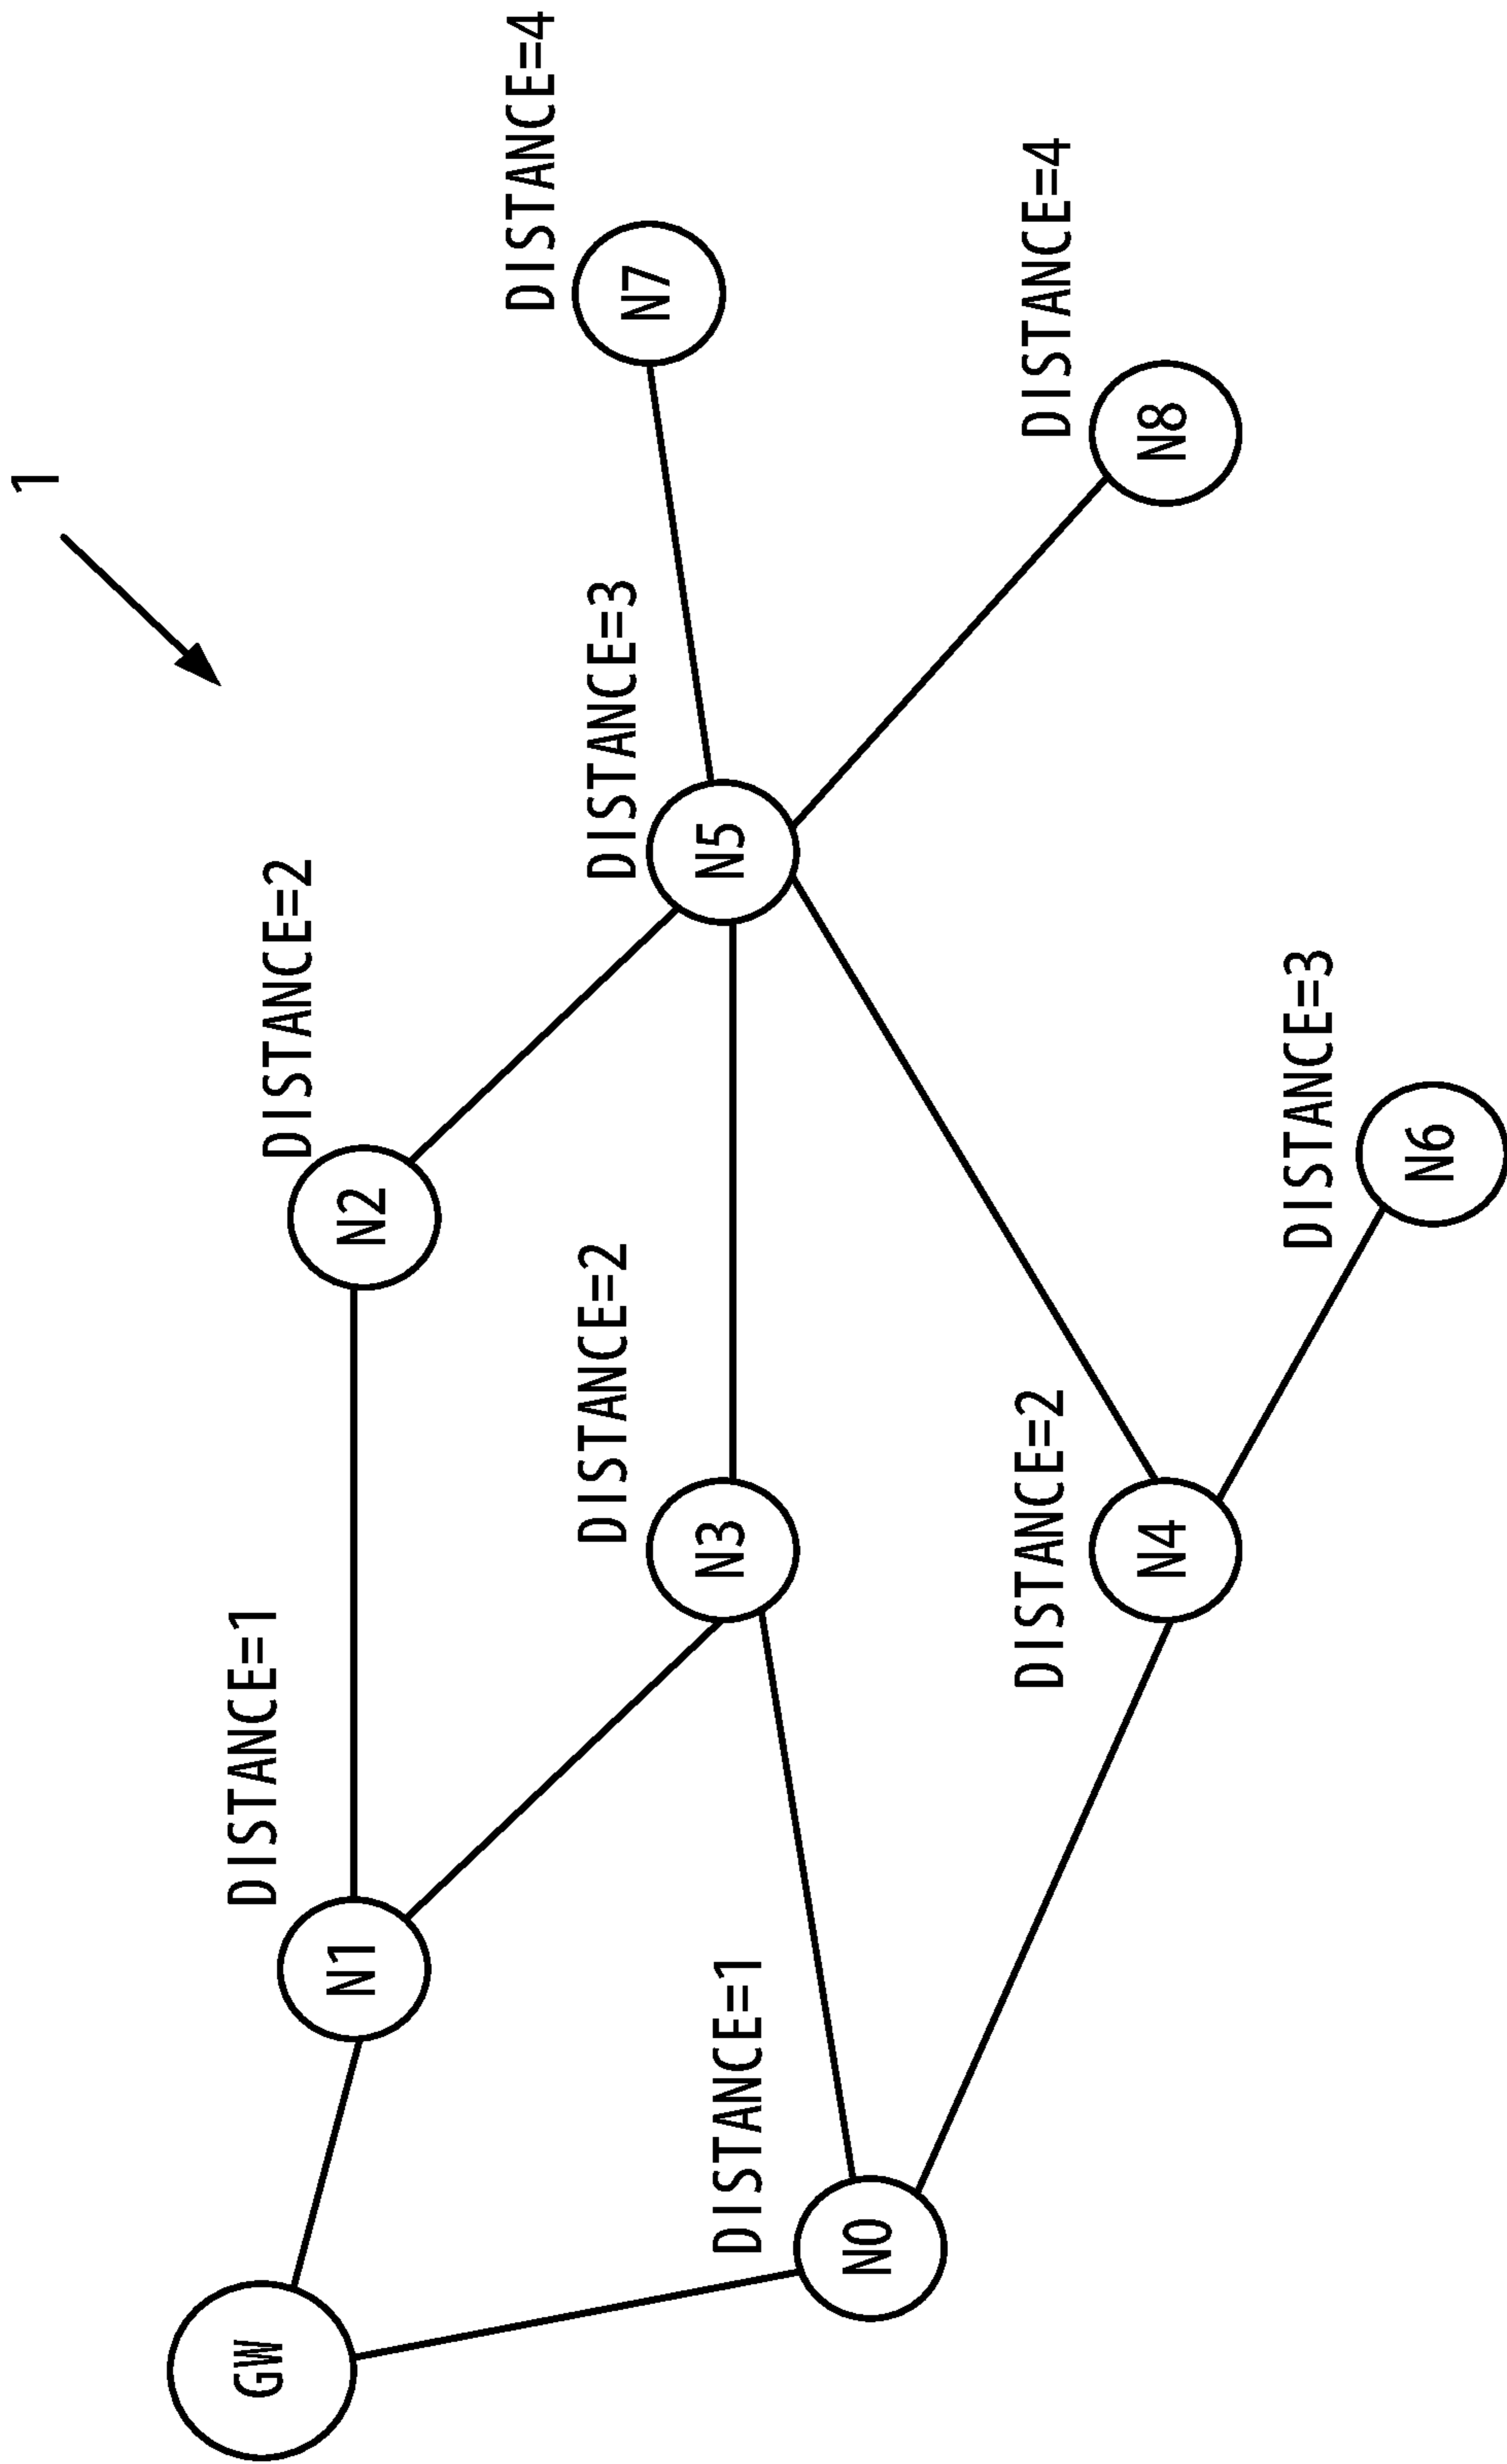 1
GW
N1
DISTANCE=1
N2
DISTANCE=2
N0
DISTANCE=1
N3
DISTANCE=2
N5
DISTANCE=3
N7
DISTANCE=4
N4
DISTANCE=2
N8
DISTANCE=4
N6
DISTANCE=3